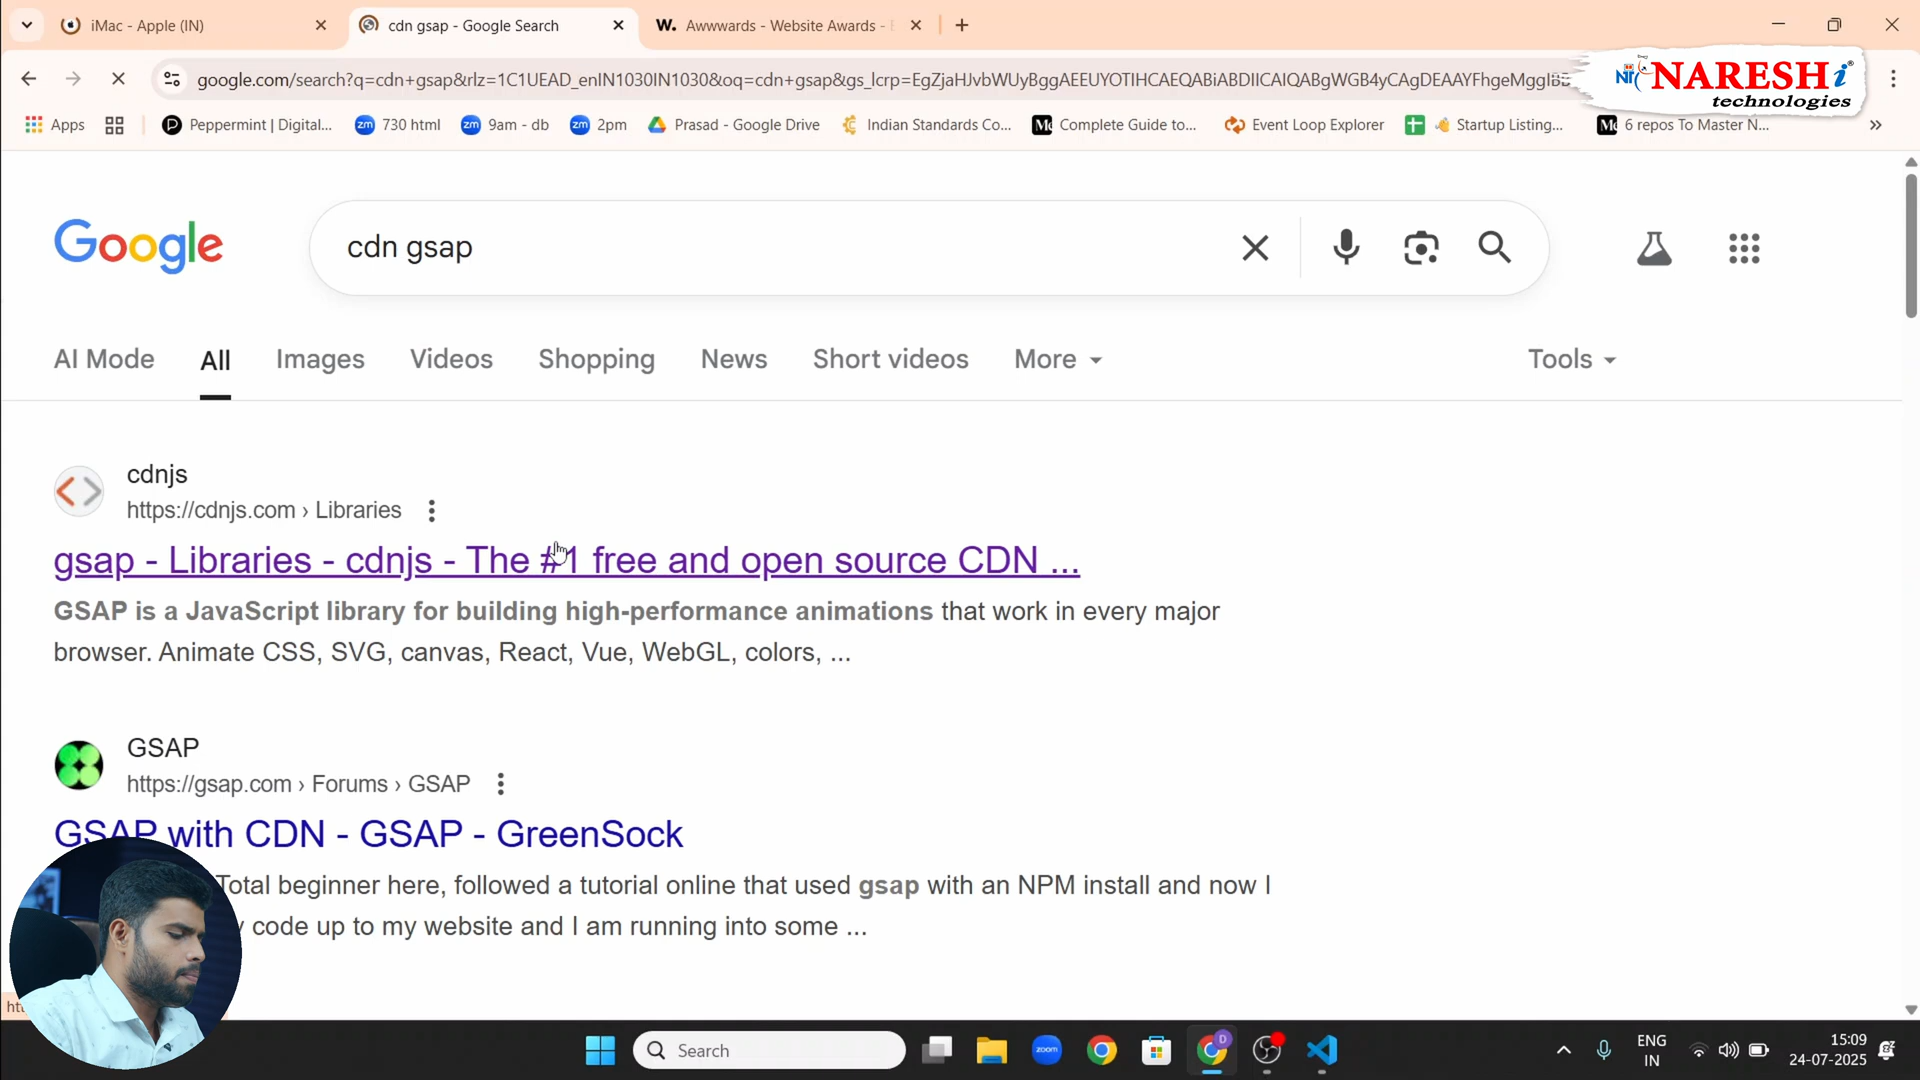 iMac - Apple (IN)
cdn gsap - Google Search
W. Awwwards - Website Awards -
google.com/search?q=cdn+gsap&rlz=1C1UEAD_enIN1030IN1030&oq=cdn+gsap&gs_lcrp=EgZjaHJvbWUyBggAEEUYOTIHCAEQABiABDIICAIQABgWGB4yCAgDEAAYFhgeMggIB
NT NARESH i®
technologies
Apps
Peppermint | Digital...
zm 730 html
zm 9am - db
zm 2pm
Prasad - Google Drive
Indian Standards Co...
Complete Guide to...
Event Loop Explorer
Startup Listing...
6 repos To Master N...
»
Google
cdn gsap
AI Mode
All
Images
Videos
Shopping
News
Short videos
More
Tools
cdnjs
https://cdnjs.com › Libraries
gsap - Libraries - cdnjs - The #1 free and open source CDN ...
GSAP is a JavaScript library for building high-performance animations that work in every major
browser. Animate CSS, SVG, canvas, React, Vue, WebGL, colors, ...
GSAP
https://gsap.com › Forums › GSAP
GSAP with CDN - GSAP - GreenSock
Total beginner here, followed a tutorial online that used gsap with an NPM install and now I
code up to my website and I am running into some ...
Search
zoom
D
ENG
IN
15:09
24-07-2025